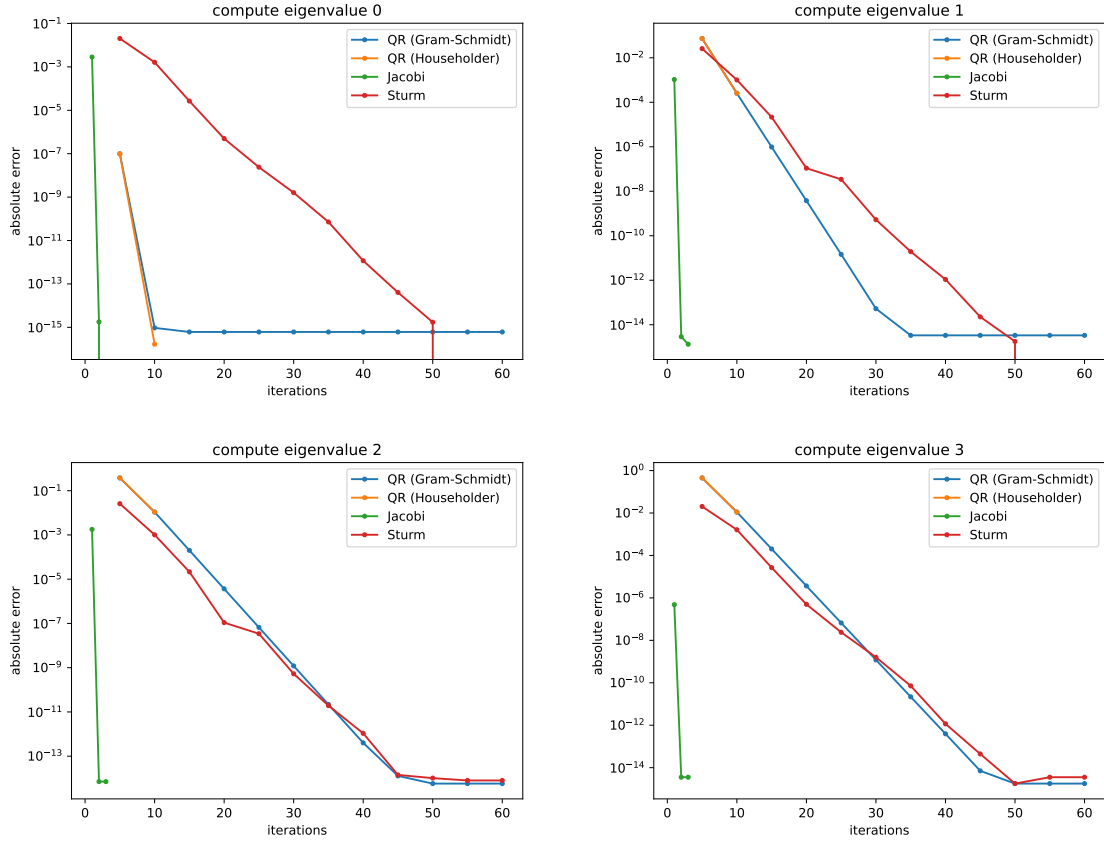 compute eigenvalue 0
absolute error
10⁻¹
10⁻³
10⁻⁵
10⁻⁷
10⁻⁹
10⁻¹¹
10⁻¹³
10⁻¹⁵
QR (Gram-Schmidt)
QR (Householder)
Jacobi
Sturm
0 10 20 30 40 50 60
iterations
compute eigenvalue 1
absolute error
10⁻²
10⁻⁴
10⁻⁶
10⁻⁸
10⁻¹⁰
10⁻¹²
10⁻¹⁴
QR (Gram-Schmidt)
QR (Householder)
Jacobi
Sturm
0 10 20 30 40 50 60
iterations
compute eigenvalue 2
absolute error
10⁻¹
10⁻³
10⁻⁵
10⁻⁷
10⁻⁹
10⁻¹¹
10⁻¹³
QR (Gram-Schmidt)
QR (Householder)
Jacobi
Sturm
0 10 20 30 40 50 60
iterations
compute eigenvalue 3
absolute error
10⁰
10⁻²
10⁻⁴
10⁻⁶
10⁻⁸
10⁻¹⁰
10⁻¹²
10⁻¹⁴
QR (Gram-Schmidt)
QR (Householder)
Jacobi
Sturm
0 10 20 30 40 50 60
iterations